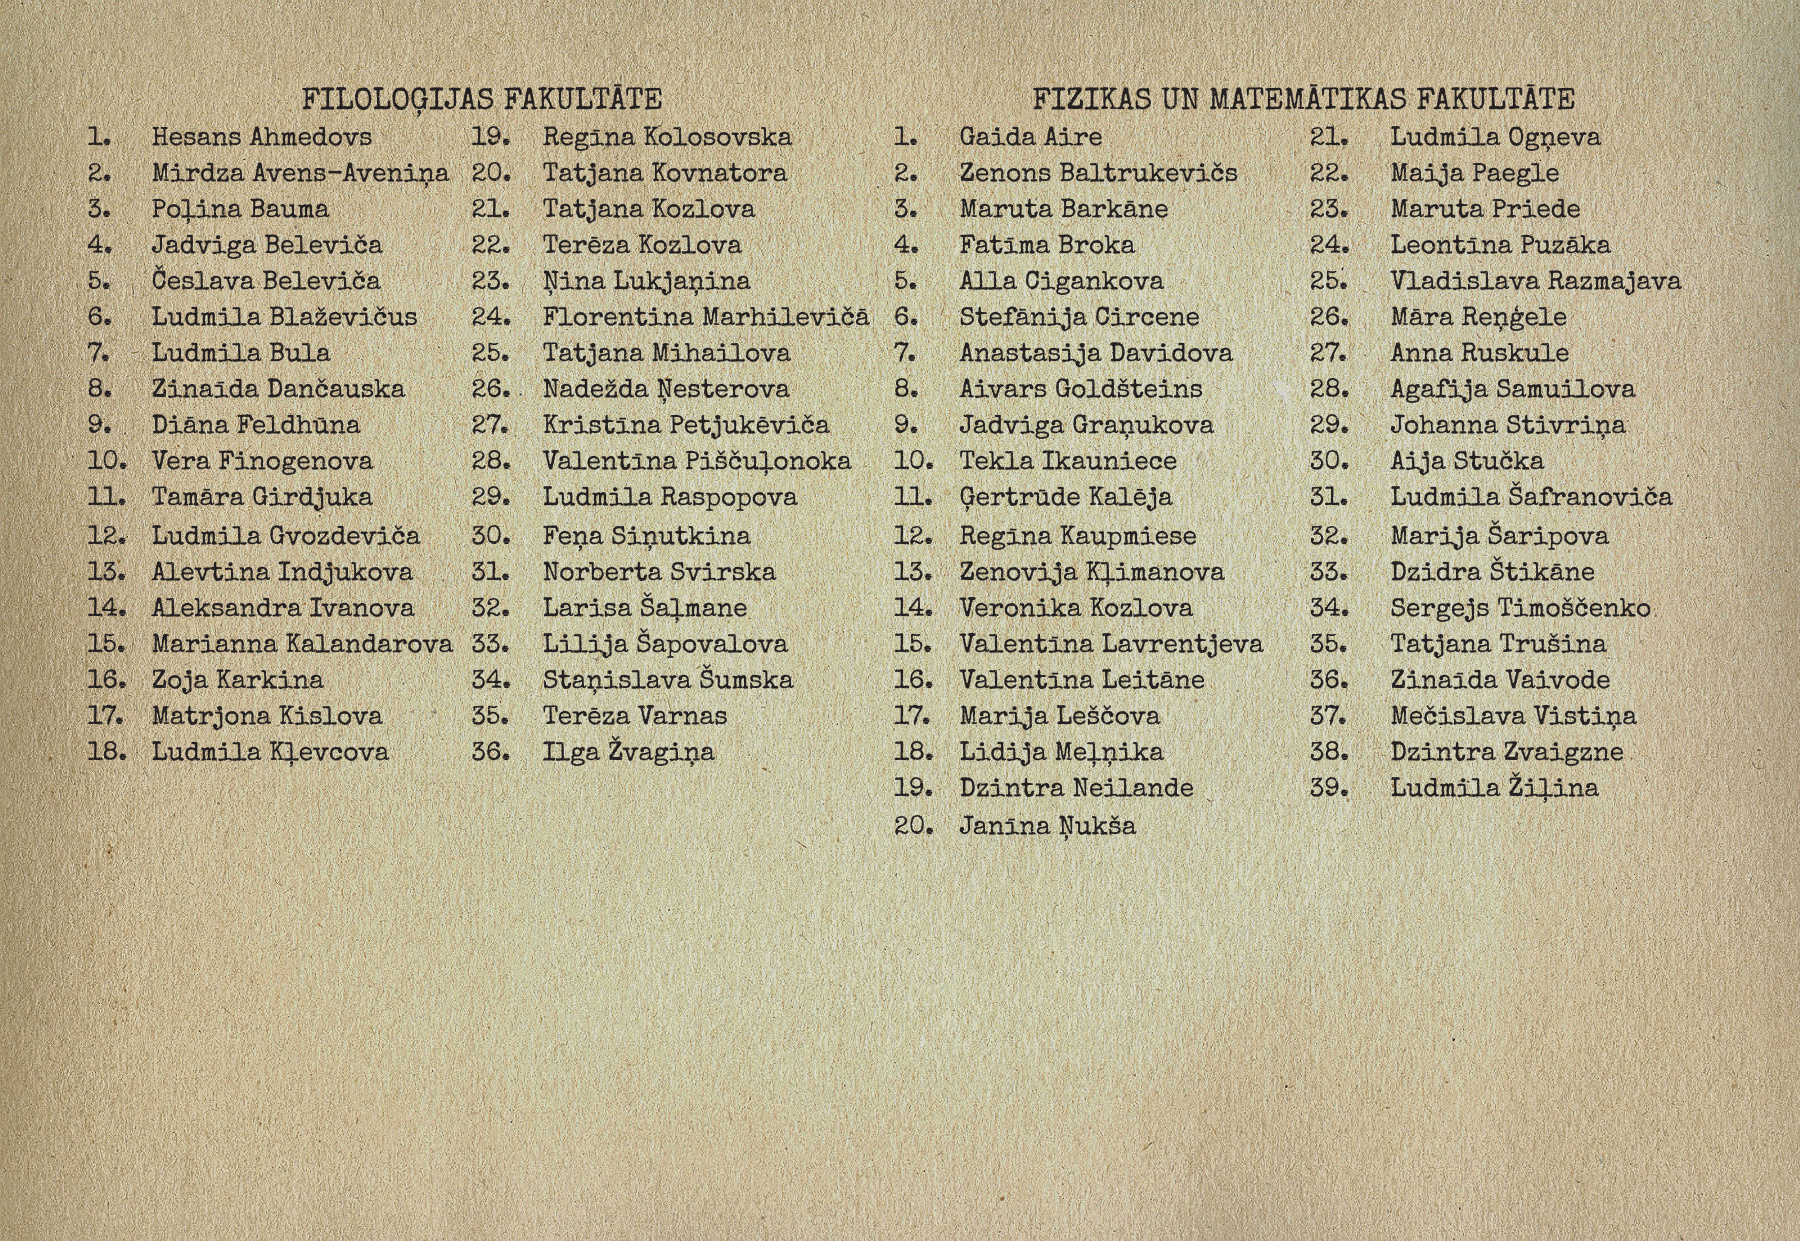 FILOLOĢIJAS FAKULTĀTE
1. Hesans Ahmedovs
2. Mirdza Avens-Aveniņa
3. Poļina Bauma
4. Jadviga Beleviča
5. Česlava Beleviča
6. Ludmila Blaževičus
7. Ludmila Bula
8. Zinaīda Dančauska
9. Diāna Feldhūna
10. Vera Finogenova
11. Tamāra Girdjuka
12. Ludmila Gvozdeviča
13. Alevtina Indjukova
14. Aleksandra Ivanova
15. Marianna Kalandarova
16. Zoja Karkina
17. Matrjona Kislova
18. Ludmila Kļevcova
19. Regīna Kolosovska
20. Tatjana Kovnatora
21. Tatjana Kozlova
22. Terēza Kozlova
23. Ņina Lukjaņina
24. Florentina Marhilevičā
25. Tatjana Mihailova
26. Nadežda Ņesterova
27. Kristīna Petjukēviča
28. Valentīna Piščuļonoka
29. Ludmila Raspopova
30. Feņa Siņutkina
31. Norberta Svirska
32. Larisa Šaļmane
33. Lilija Šapovalova
34. Staņislava Šumska
35. Terēza Varnas
36. Ilga Žvagiņa
FIZIKAS UN MATEMĀTIKAS FAKULTĀTE
1. Gaida Aire
2. Zenons Baltrukevičs
3. Maruta Barkāne
4. Fatīma Broka
5. Alla Cigankova
6. Stefānija Circene
7. Anastasija Davidova
8. Aivars Goldšteins
9. Jadviga Graņukova
10. Tekla Ikauniece
11. Ģertrūde Kalēja
12. Regīna Kaupmiese
13. Zenovija Kļimanova
14. Veronika Kozlova
15. Valentīna Lavrentjeva
16. Valentīna Leitāne
17. Marija Leščova
18. Lidija Meļņika
19. Dzintra Neilande
20. Janīna Ņukša
21. Ludmila Ogņeva
22. Maija Paegle
23. Maruta Priede
24. Leontīna Puzāka
25. Vladislava Razmajava
26. Māra Reņģele
27. Anna Ruskule
28. Agafija Samuilova
29. Johanna Stivriņa
30. Aija Stučka
31. Ludmila Šafranoviča
32. Marija Šaripova
33. Dzidra Štikāne
34. Sergejs Timoščenko
35. Tatjana Trušina
36. Zinaīda Vaivode
37. Mečislava Vistiņa
38. Dzintra Zvaigzne
39. Ludmila Žiļina